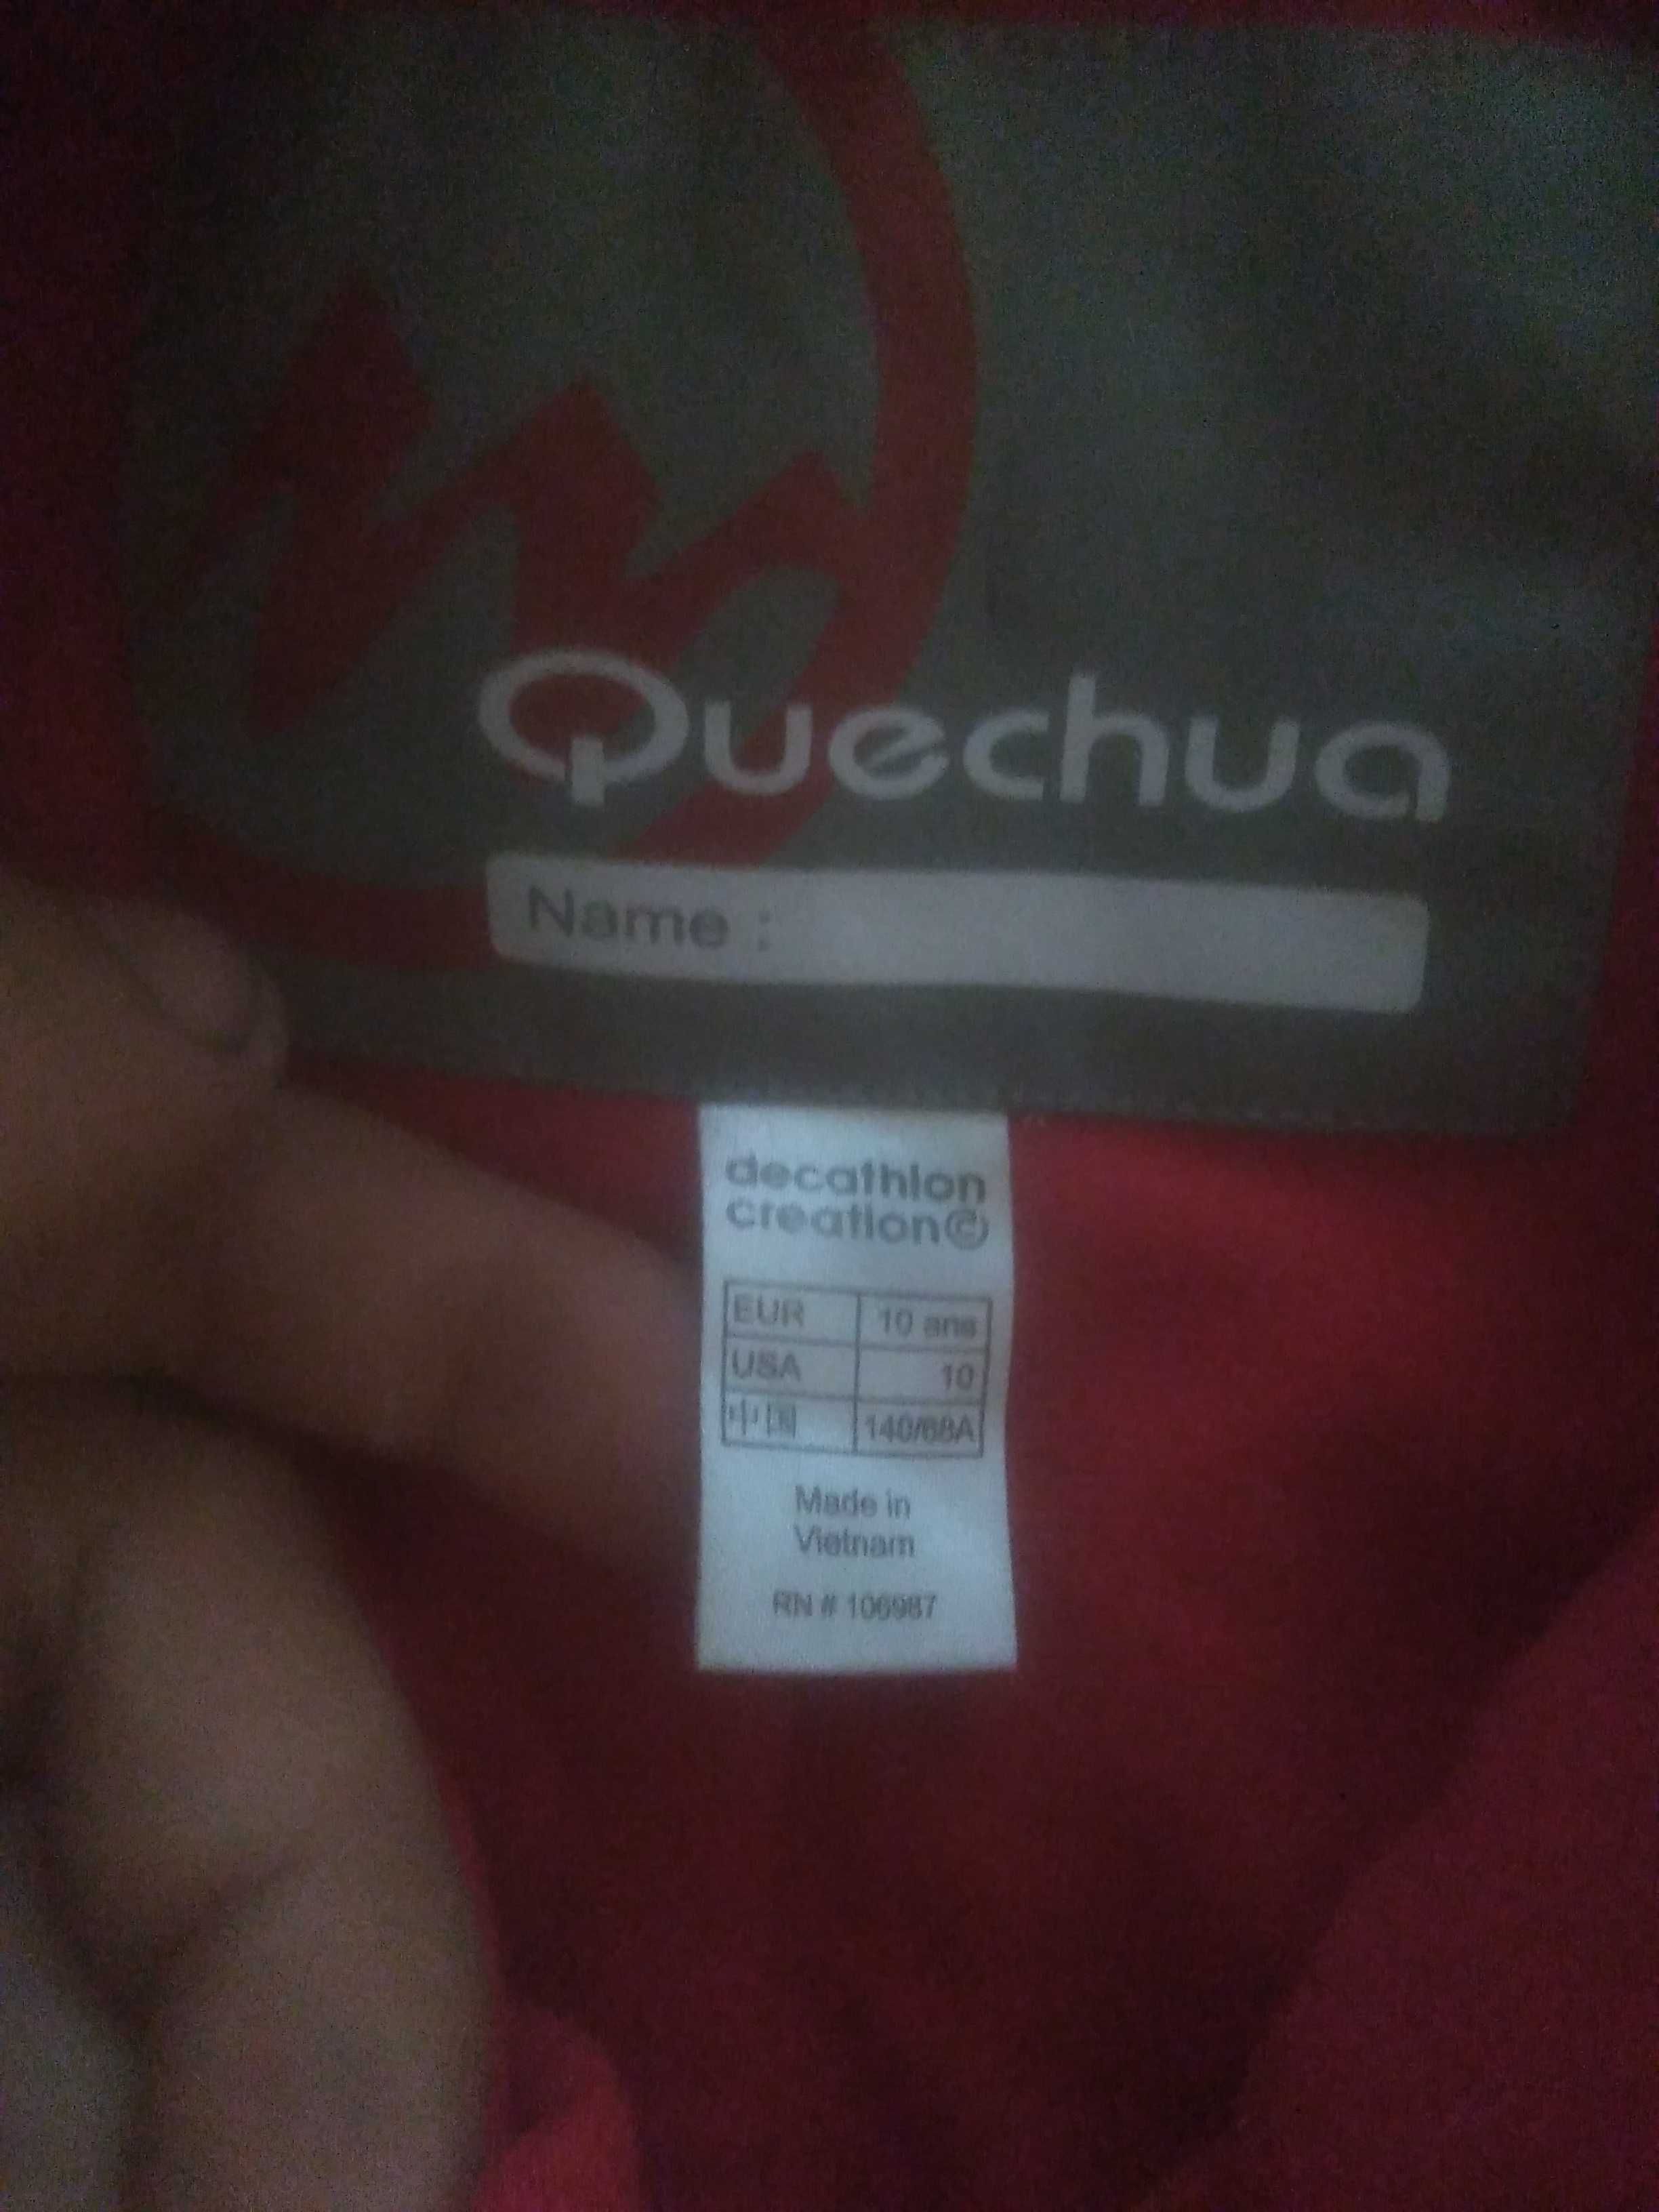 Quechua
Name :
decathlon
creation©
EUR 10 ans
USA 10
中国 140/68A
Made in
Vietnam
RN # 106987